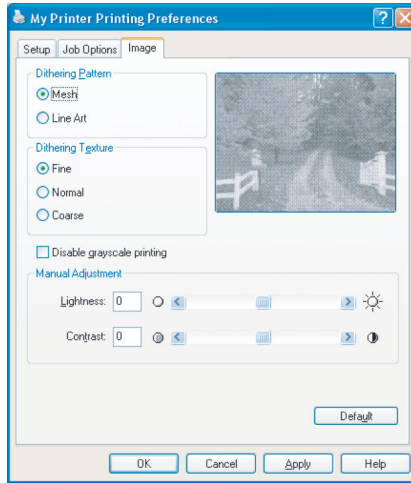 My Printer Printing Preferences
Setup Job Options Image
Dithering Pattern
Mesh
Line Art
Dithering Texture
Fine
Normal
Coarse
Disable grayscale printing
Manual Adjustment
Lightness: 0
Contrast: 0
Default
OK Cancel Apply Help